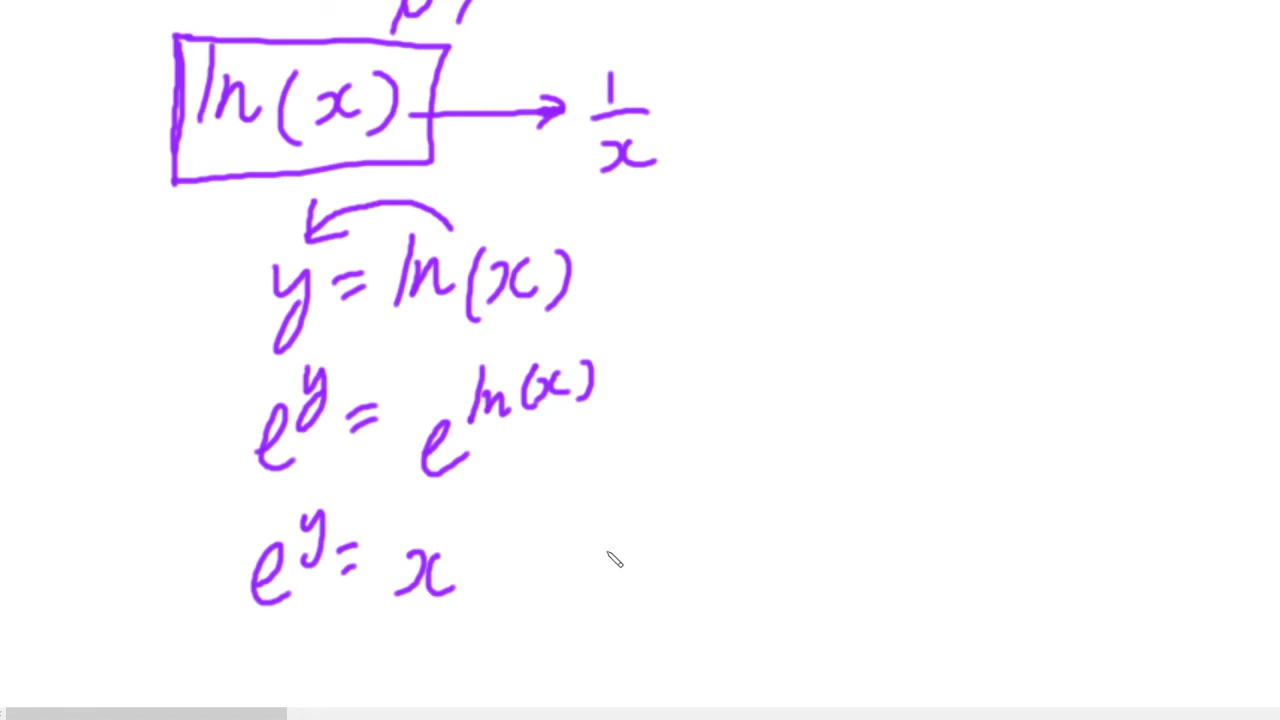 ln(x) → 1/x
y = ln(x)
e^y = e^ln(x)
e^y = x